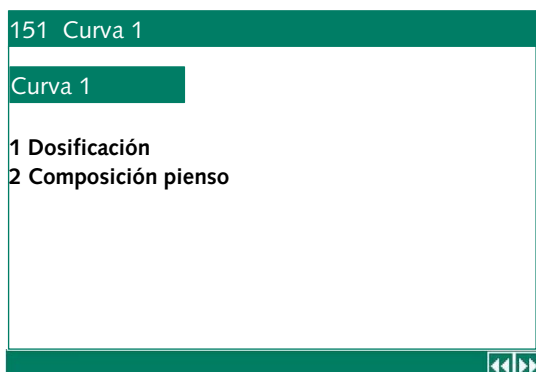 151 Curva 1
Curva 1
1 Dosificación
2 Composición pienso